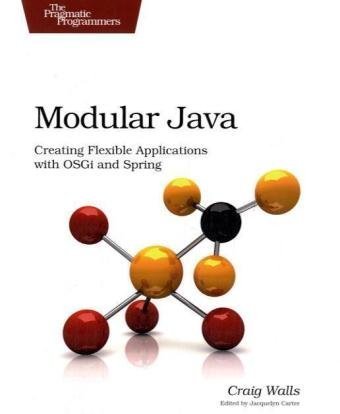 The
Pragmatic
Programmers
Modular Java
Creating Flexible Applications
with OSGi and Spring
Craig Walls
Edited by Jacquelyn Carter